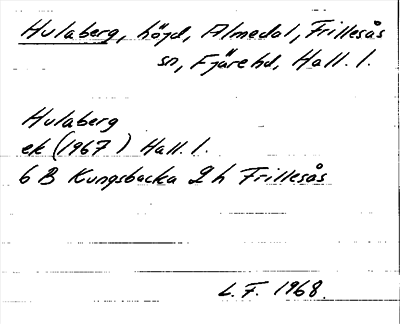 Hulaberg, höjd, Almedal, Frillesås
sn, Fjäre hd, Hall. l.
Hulaberg
ek (1967) Hall. l.
6 B Kungsbacka 2 h Frillesås
L. F. 1968.